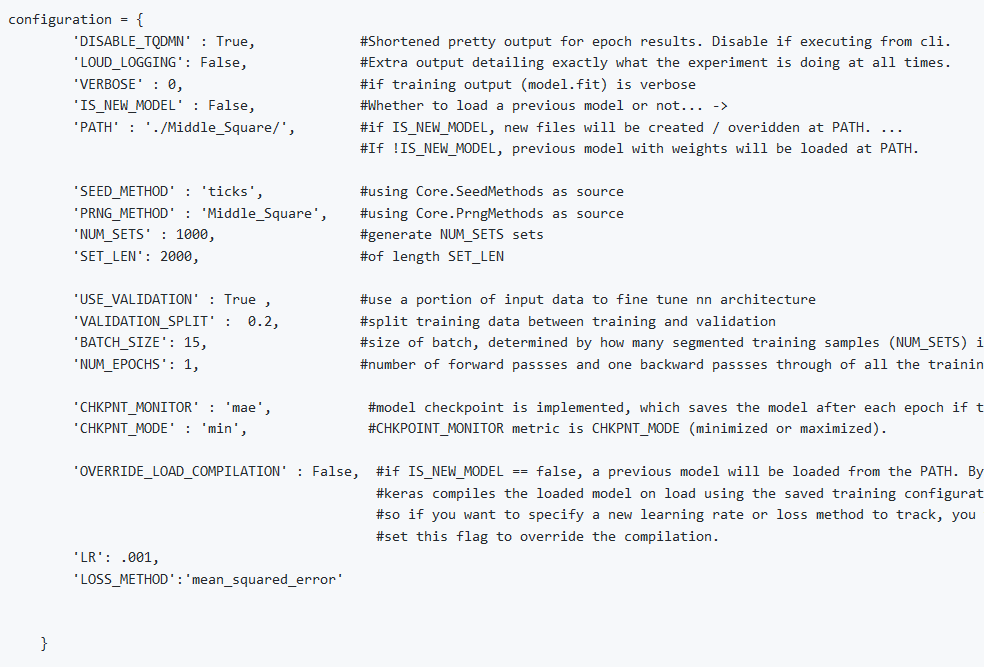 configuration = {
'DISABLE_TQDMN' : True, #Shortened pretty output for epoch results. Disable if executing from cli.
'LOUD_LOGGING': False, #Extra output detailing exactly what the experiment is doing at all times.
'VERBOSE' : 0, #if training output (model.fit) is verbose
'IS_NEW_MODEL' : False, #Whether to load a previous model or not... ->
'PATH' : './Middle_Square/', #if IS_NEW_MODEL, new files will be created / overidden at PATH. ...
#If !IS_NEW_MODEL, previous model with weights will be loaded at PATH.
'SEED_METHOD' : 'ticks', #using Core.SeedMethods as source
'PRNG_METHOD' : 'Middle_Square', #using Core.PrngMethods as source
'NUM_SETS' : 1000, #generate NUM_SETS sets
'SET_LEN': 2000, #of length SET_LEN
'USE_VALIDATION' : True , #use a portion of input data to fine tune nn architecture
'VALIDATION_SPLIT' : 0.2, #split training data between training and validation
'BATCH_SIZE': 15, #size of batch, determined by how many segmented training samples (NUM_SETS) i
'NUM_EPOCHS': 1, #number of forward passses and one backward passses through of all the trainin
'CHKPNT_MONITOR' : 'mae', #model checkpoint is implemented, which saves the model after each epoch if t
'CHKPNT_MODE' : 'min', #CHKPOINT_MONITOR metric is CHKPNT_MODE (minimized or maximized).
'OVERRIDE_LOAD_COMPILATION' : False, #if IS_NEW_MODEL == false, a previous model will be loaded from the PATH. By
#keras compiles the loaded model on load using the saved training configurat
#so if you want to specify a new learning rate or loss method to track, you
#set this flag to override the compilation.
'LR': .001,
'LOSS_METHOD':'mean_squared_error'
}